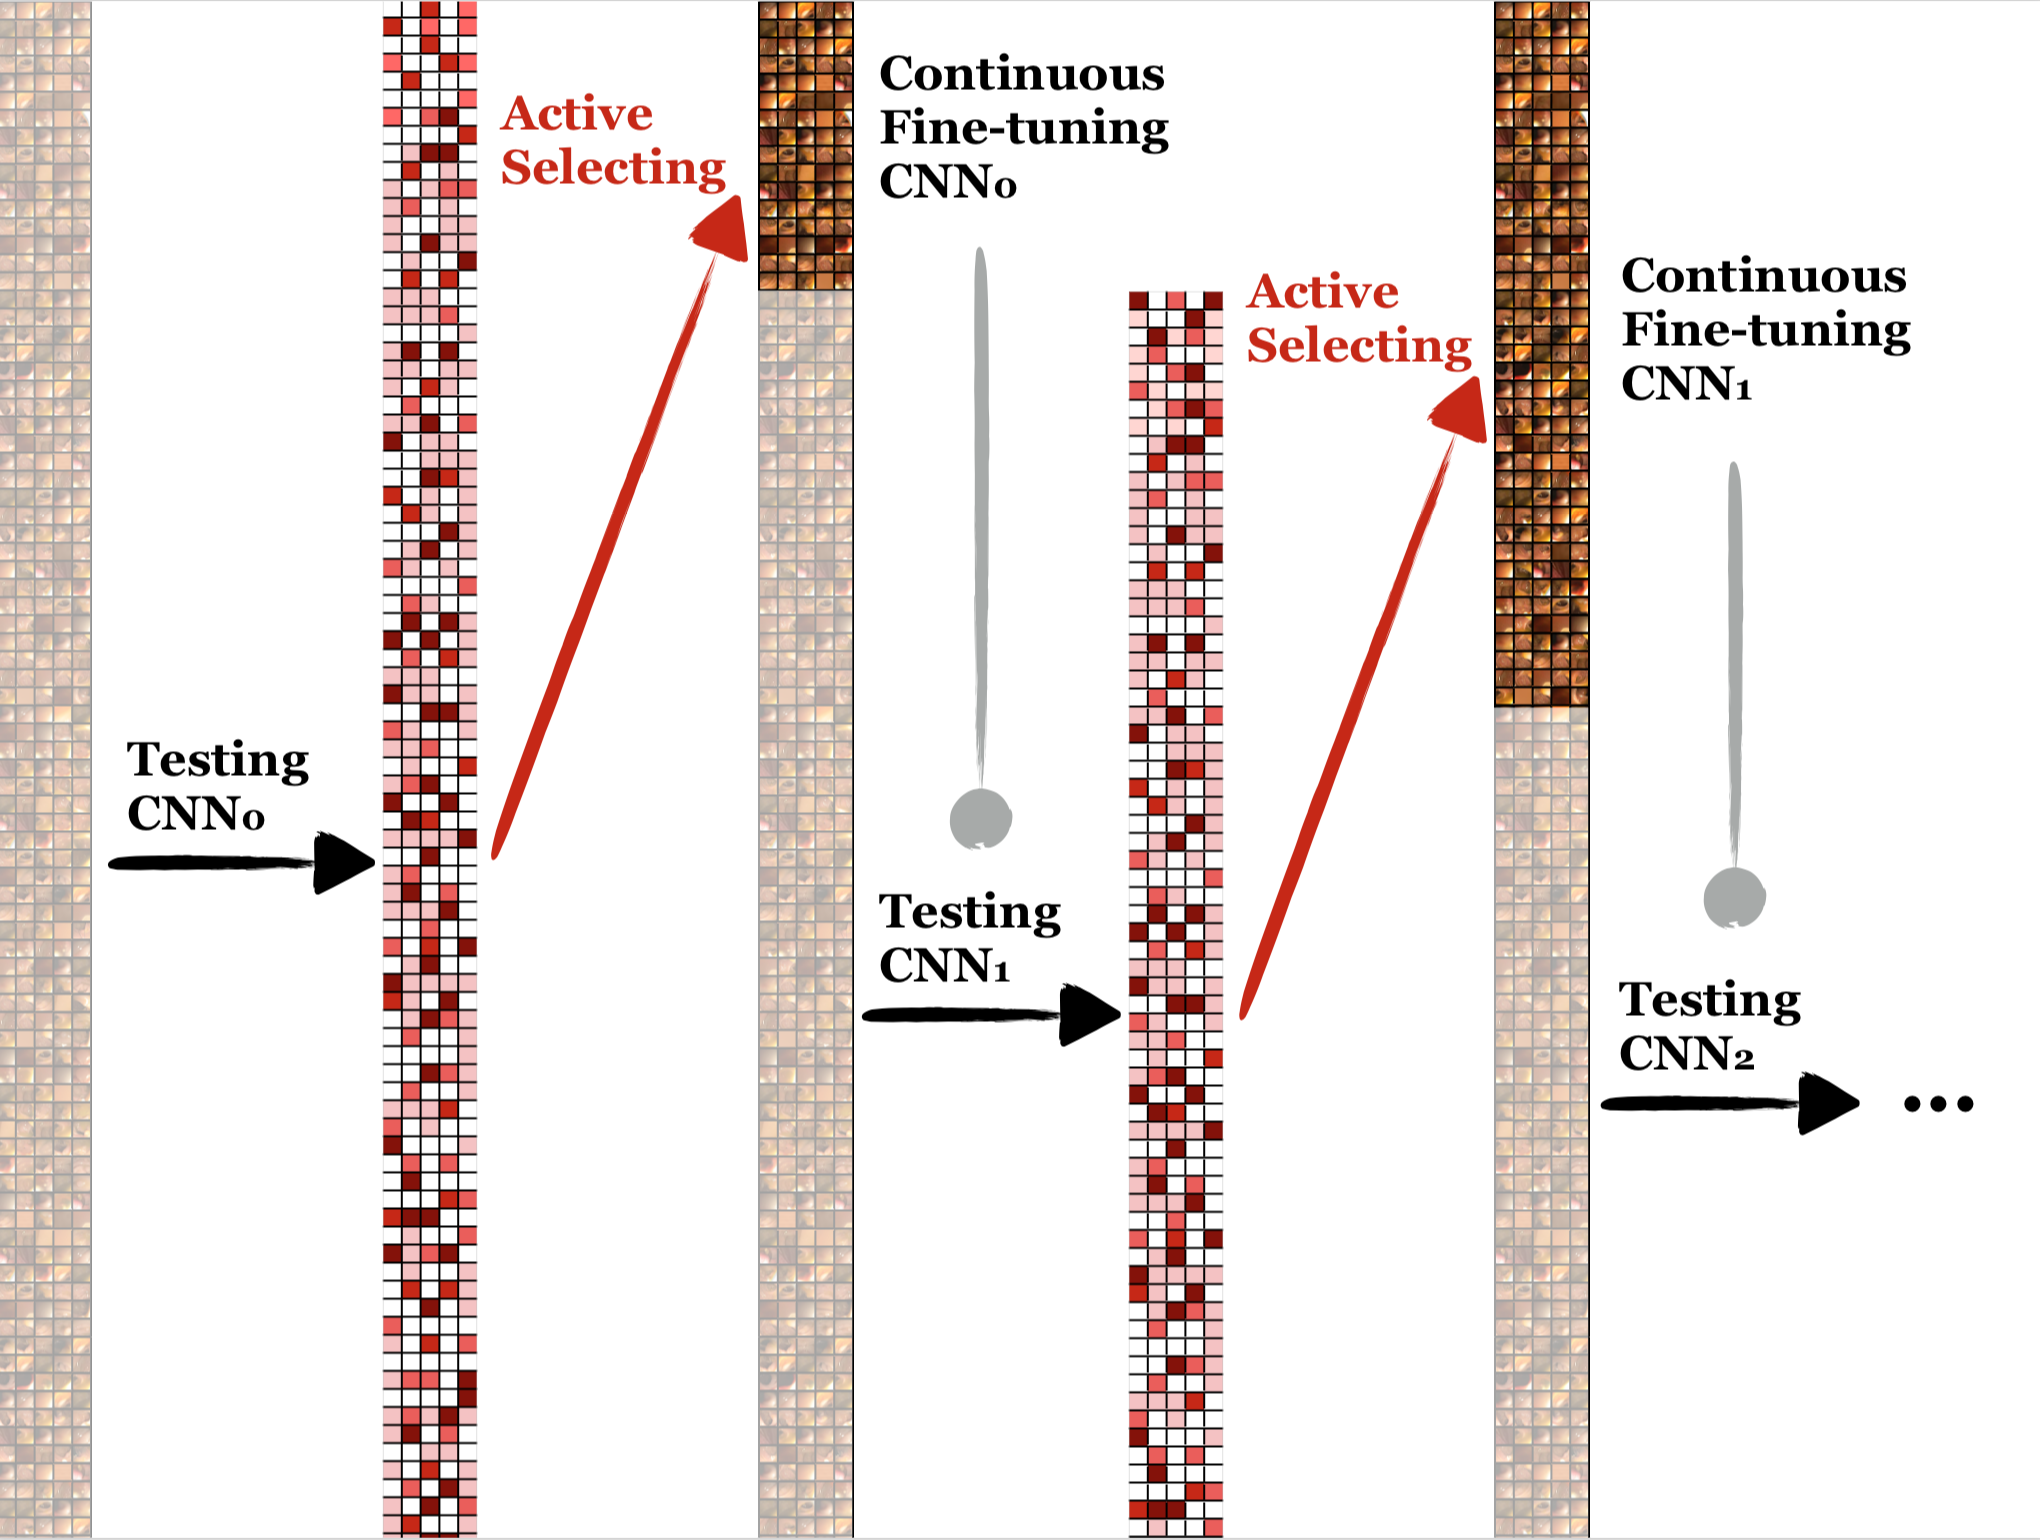 Testing
CNN0
Active
Selecting
Continuous
Fine-tuning
CNN0
Testing
CNN1
Active
Selecting
Continuous
Fine-tuning
CNN1
Testing
CNN2
...